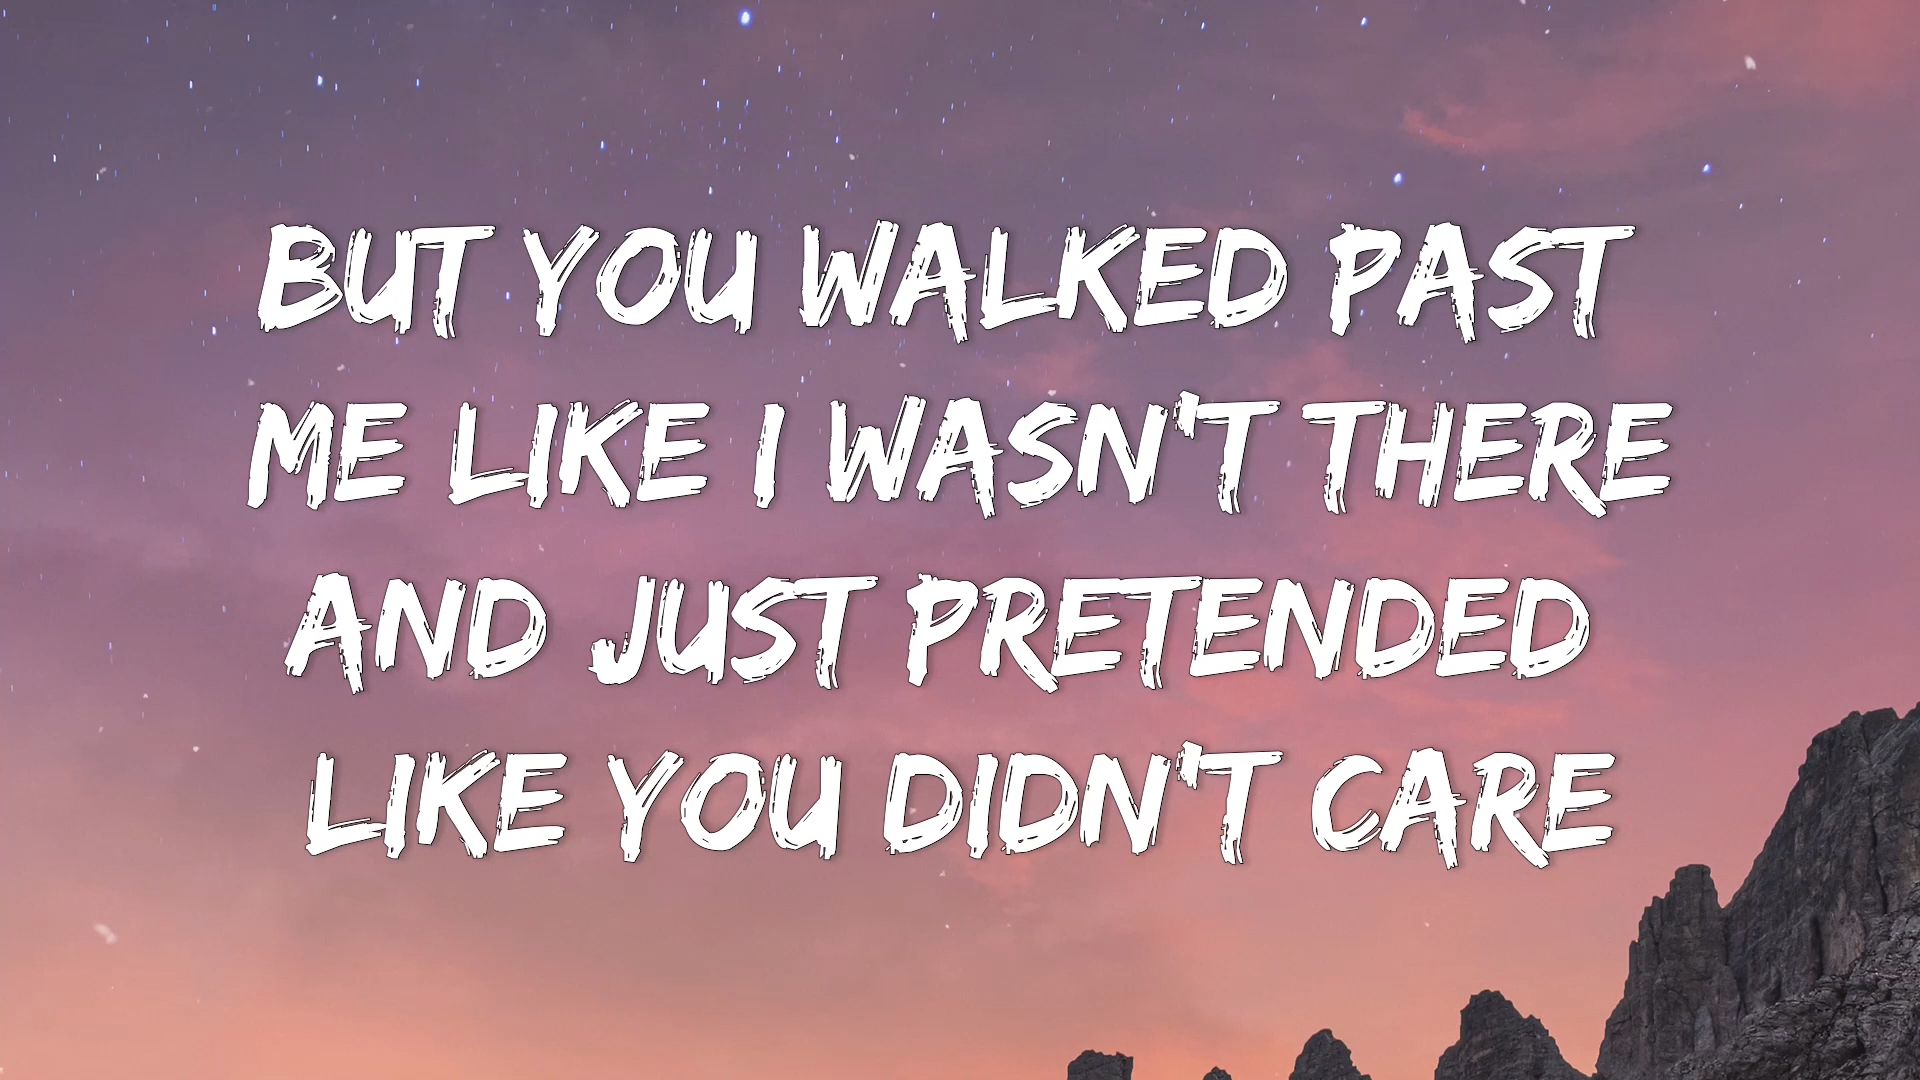 BUT YOU WALKED PAST
ME LIKE I WASN'T THERE
AND JUST PRETENDED
LIKE YOU DIDN'T CARE